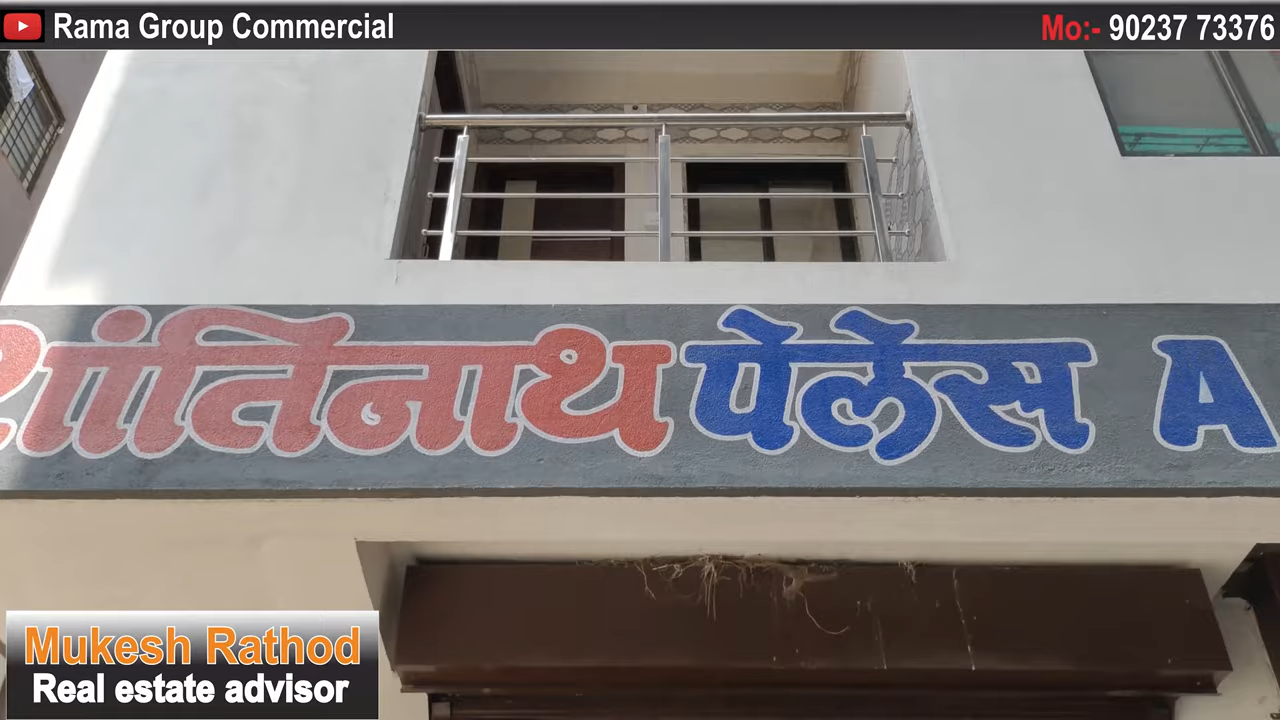 Rama Group Commercial
Mo:- 90237 73376
शांतिनाथ पेलेस A
Mukesh Rathod
Real estate advisor